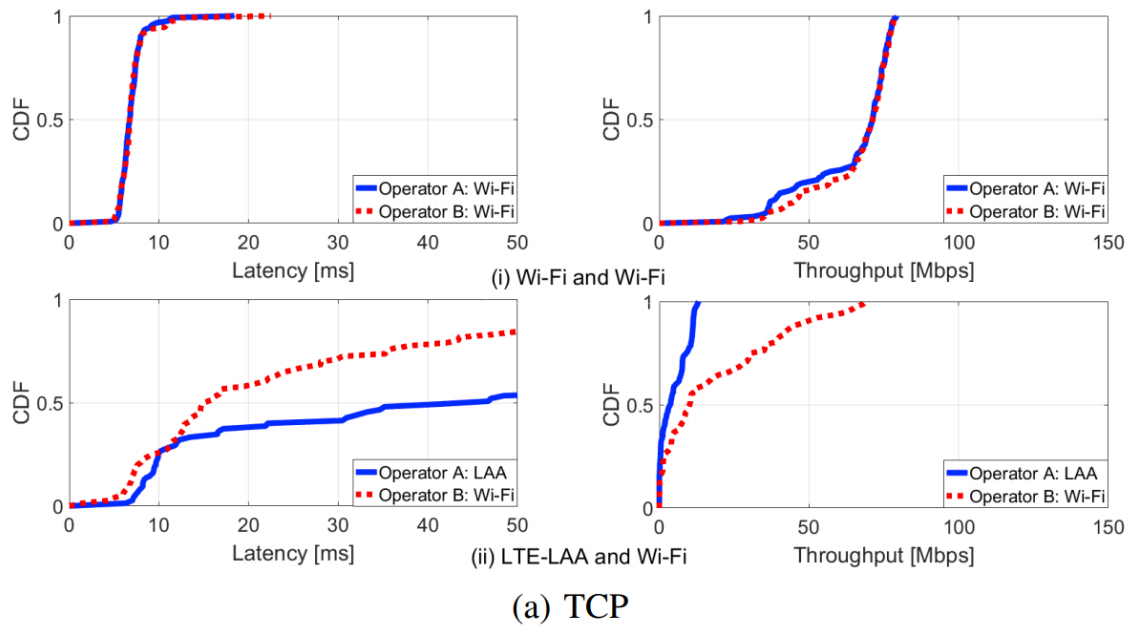 1
0.5
0
CDF
Operator A: Wi-Fi
Operator B: Wi-Fi
0 10 20 30 40 50
Latency [ms]
1
0.5
0
CDF
Operator A: Wi-Fi
Operator B: Wi-Fi
0 50 100 150
Throughput [Mbps]
(i) Wi-Fi and Wi-Fi
1
0.5
0
CDF
Operator A: LAA
Operator B: Wi-Fi
0 10 20 30 40 50
Latency [ms]
1
0.5
0
CDF
Operator A: LAA
Operator B: Wi-Fi
0 50 100 150
Throughput [Mbps]
(ii) LTE-LAA and Wi-Fi
(a) TCP